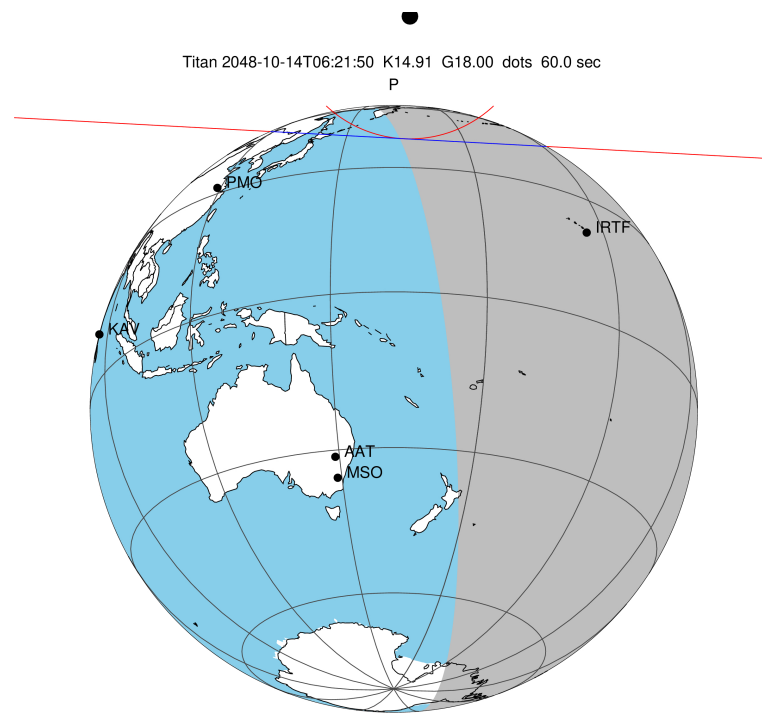 Titan 2048-10-14T06:21:50 K14.91 G18.00 dots 60.0 sec
P
PMO
IRTF
KAV
AAT
MSO